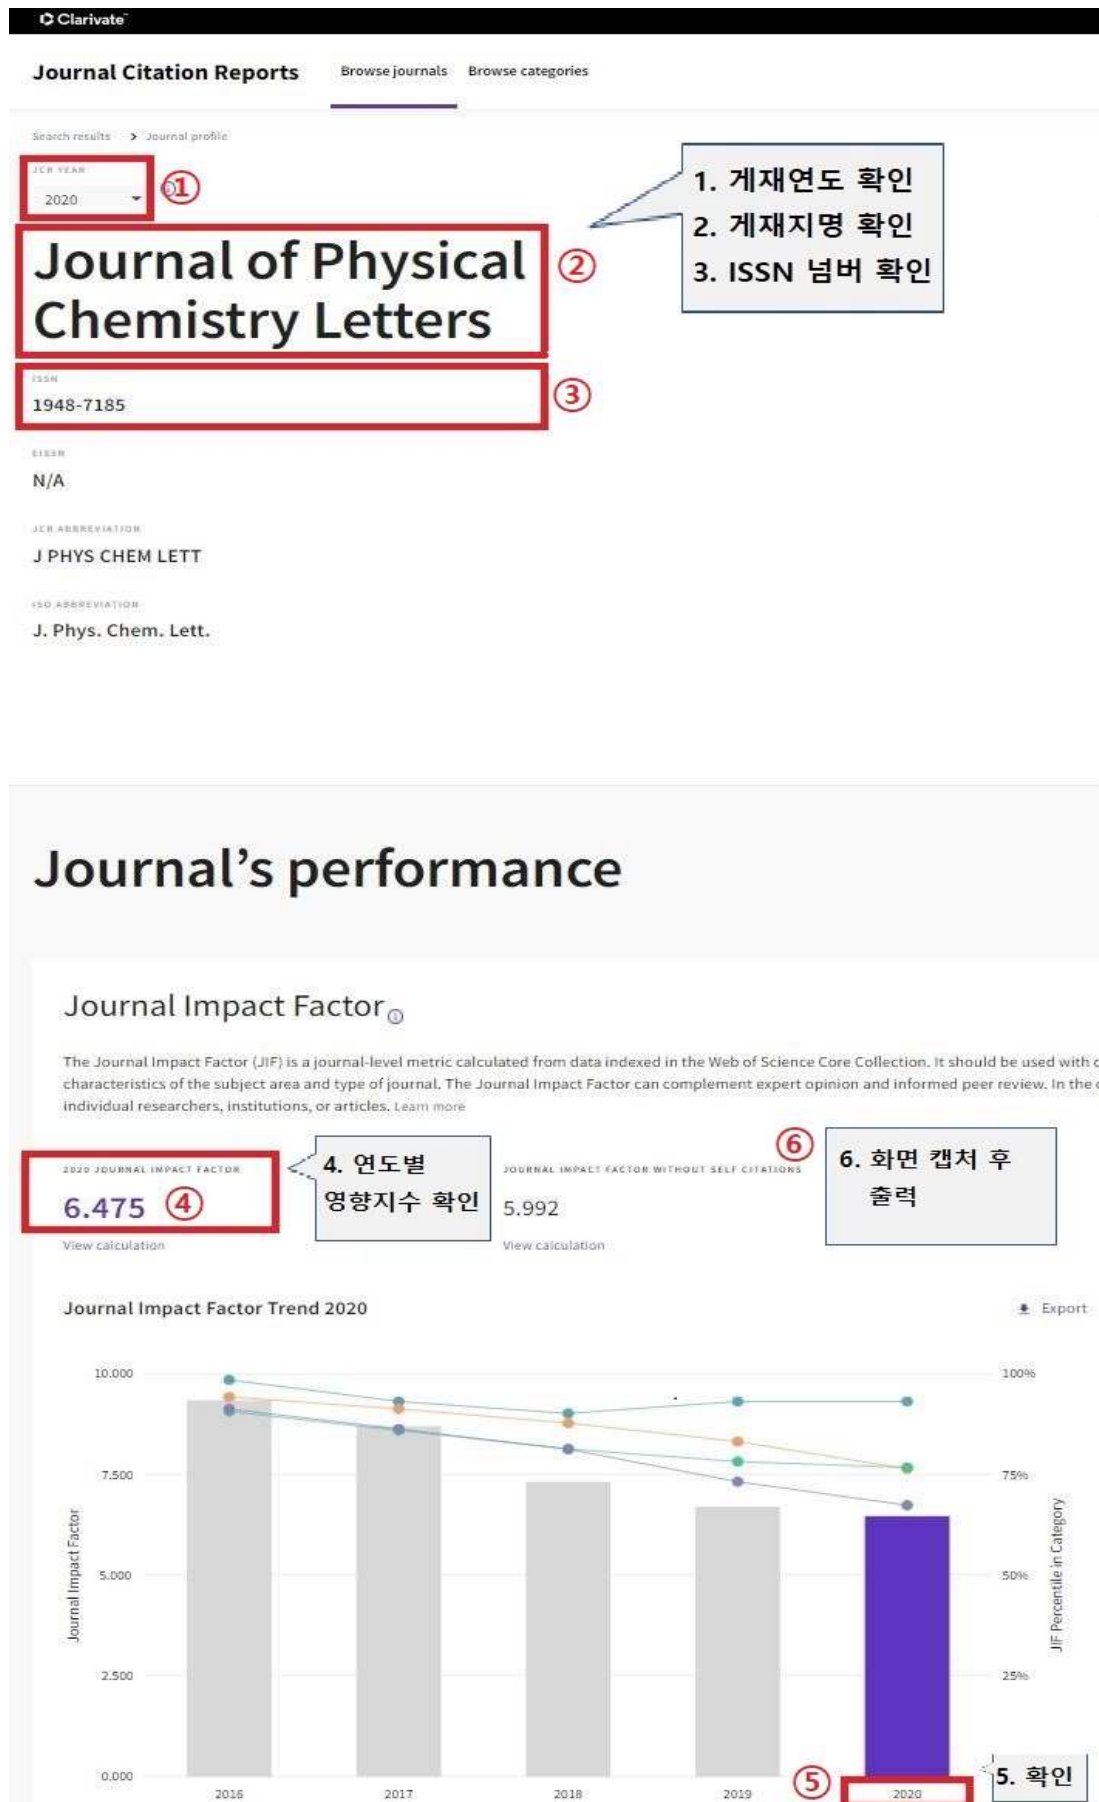 Clarivate™
Journal Citation Reports Browse journals Browse categories
Search results > Journal profile
JCR YEAR
2020
①
1. 게재연도 확인
2. 게재지명 확인
3. ISSN 넘버 확인
Journal of Physical
Chemistry Letters
②
ISSN
1948-7185
③
EISSN
N/A
JCR ABBREVIATION
J PHYS CHEM LETT
ISO ABBREVIATION
J. Phys. Chem. Lett.
Journal's performance
Journal Impact Factor
The Journal Impact Factor (JIF) is a journal-level metric calculated from data indexed in the Web of Science Core Collection. It should be used with
characteristics of the subject area and type of journal. The Journal Impact Factor can complement expert opinion and informed peer review. In the
individual researchers, institutions, or articles. Learn more
2020 JOURNAL IMPACT FACTOR
6.475 ④
View calculation
4. 연도별
영향지수 확인
JOURNAL IMPACT FACTOR WITHOUT SELF CITATIONS
5.992
View calculation
⑥
6. 화면 캡처 후
출력
Journal Impact Factor Trend 2020
Export
10.000
7.500
5.000
2.500
0.000
Journal Impact Factor
100%
75%
50%
25%
JIF Percentile in Category
2016 2017 2018 2019 2020
⑤
5. 확인